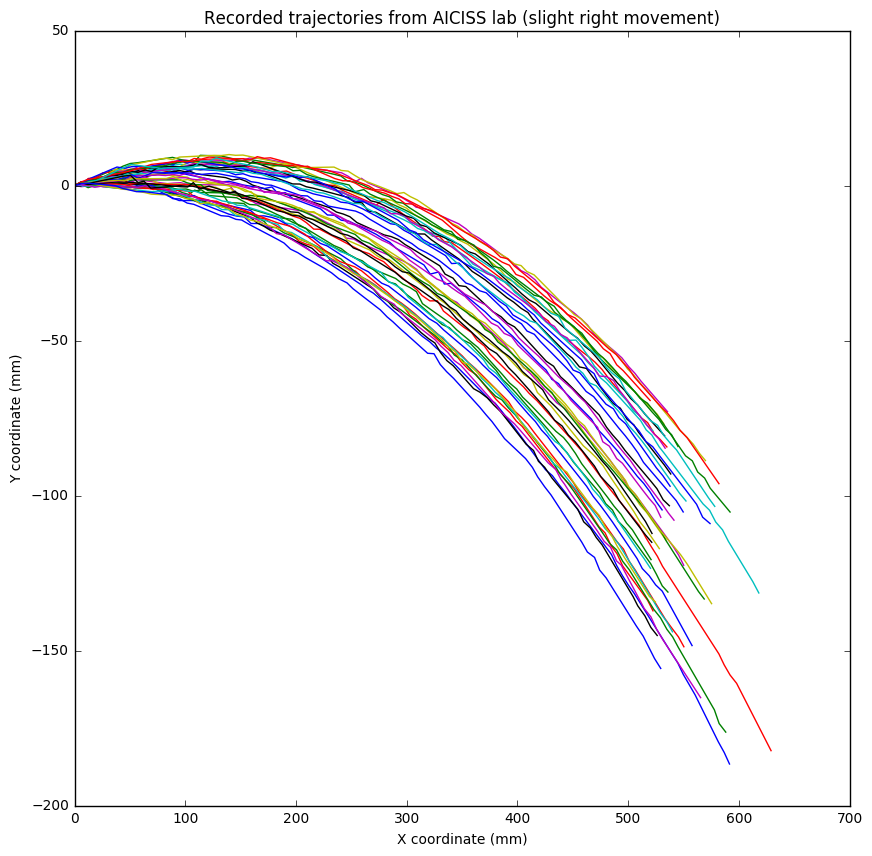 Recorded trajectories from AICISS lab (slight right movement)
50
0
−50
−100
−150
−200
Y coordinate (mm)
0 100 200 300 400 500 600 700
X coordinate (mm)